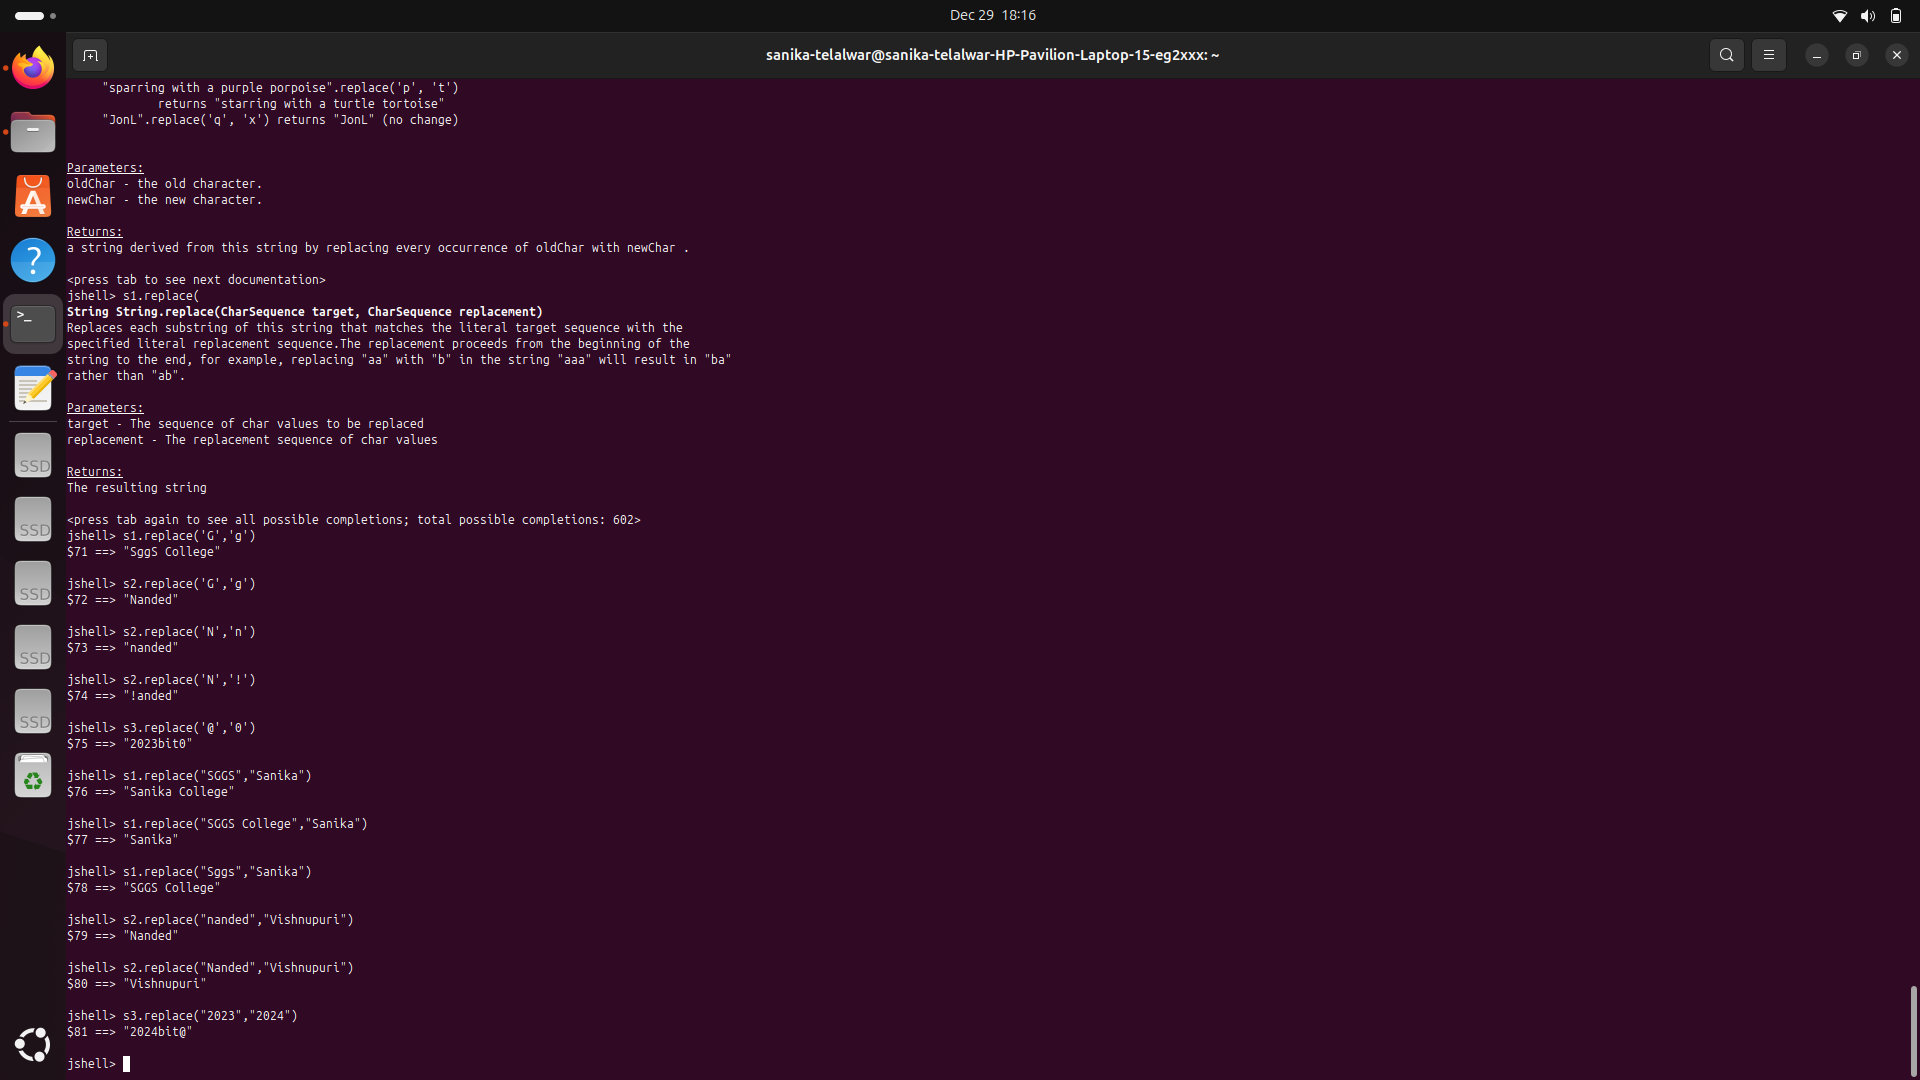 Dec 29 18:16
sanika-telalwar@sanika-telalwar-HP-Pavilion-Laptop-15-eg2xxx: ~
"sparring with a purple porpoise".replace('p', 't')
returns "starring with a turtle tortoise"
"JonL".replace('q', 'x') returns "JonL" (no change)
Parameters:
oldChar - the old character.
newChar - the new character.
Returns:
a string derived from this string by replacing every occurrence of oldChar with newChar .
<press tab to see next documentation>
jshell> s1.replace(
String String.replace(CharSequence target, CharSequence replacement)
Replaces each substring of this string that matches the literal target sequence with the
specified literal replacement sequence.The replacement proceeds from the beginning of the
string to the end, for example, replacing "aa" with "b" in the string "aaa" will result in "ba"
rather than "ab".
Parameters:
target - The sequence of char values to be replaced
replacement - The replacement sequence of char values
Returns:
The resulting string
<press tab again to see all possible completions; total possible completions: 602>
jshell> s1.replace('G','g')
$71 ==> "SggS College"
jshell> s2.replace('G','g')
$72 ==> "Nanded"
jshell> s2.replace('N','n')
$73 ==> "nanded"
jshell> s2.replace('N','!')
$74 ==> "!anded"
jshell> s3.replace('@','0')
$75 ==> "2023bit0"
jshell> s1.replace("SGGS","Sanika")
$76 ==> "Sanika College"
jshell> s1.replace("SGGS College","Sanika")
$77 ==> "Sanika"
jshell> s1.replace("Sggs","Sanika")
$78 ==> "SGGS College"
jshell> s2.replace("nanded","Vishnupuri")
$79 ==> "Nanded"
jshell> s2.replace("Nanded","Vishnupuri")
$80 ==> "Vishnupuri"
jshell> s3.replace("2023","2024")
$81 ==> "2024bit@"
jshell>
?
>_
SSD
SSD
SSD
SSD
SSD